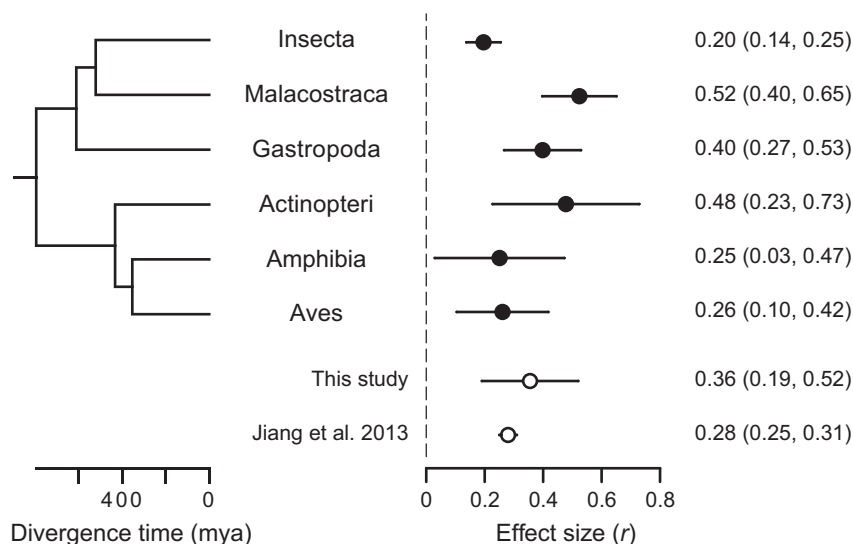 Insecta 0.20 (0.14, 0.25)
Malacostraca 0.52 (0.40, 0.65)
Gastropoda 0.40 (0.27, 0.53)
Actinopteri 0.48 (0.23, 0.73)
Amphibia 0.25 (0.03, 0.47)
Aves 0.26 (0.10, 0.42)
This study 0.36 (0.19, 0.52)
Jiang et al. 2013 0.28 (0.25, 0.31)
400 0 0 0.2 0.4 0.6 0.8
Divergence time (mya) Effect size (r)